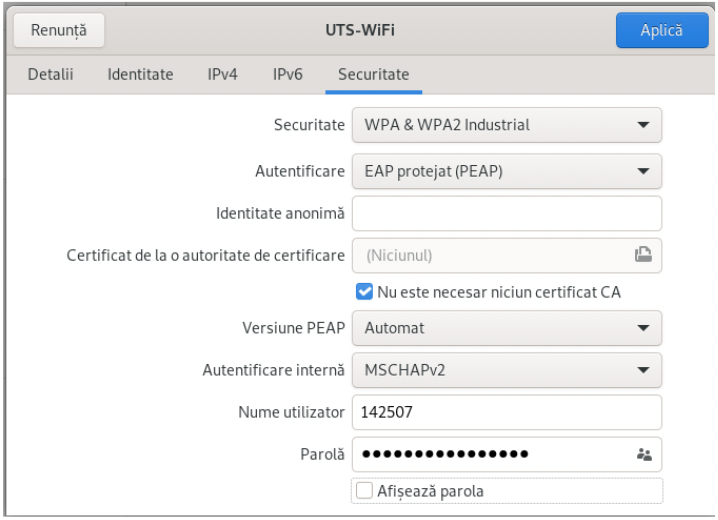 Renunță UTS-WiFi Aplică
Detalii Identitate IPv4 IPv6 Securitate
Securitate WPA & WPA2 Industrial
Autentificare EAP protejat (PEAP)
Identitate anonimă
Certificat de la o autoritate de certificare (Niciunul)
Nu este necesar niciun certificat CA
Versiune PEAP Automat
Autentificare internă MSCHAPv2
Nume utilizator 142507
Parolă ●●●●●●●●●●●●●●●●
Afișează parola